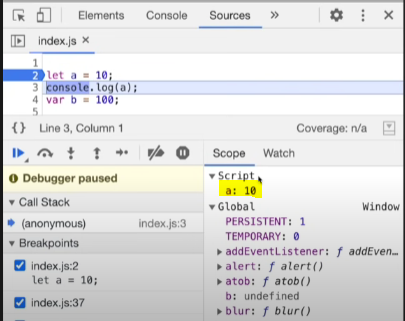 Elements Console Sources »
index.js ×
1
2 let a = 10;
3 console.log(a);
4 var b = 100;
5
{} Line 3, Column 1 Coverage: n/a
Debugger paused
Call Stack
(anonymous) index.js:3
Breakpoints
index.js:2
let a = 10;
index.js:37
Scope Watch
Script
a: 10
Global Window
PERSISTENT: 1
TEMPORARY: 0
addEventListener: ƒ addEven…
alert: ƒ alert()
atob: ƒ atob()
b: undefined
blur: ƒ blur()